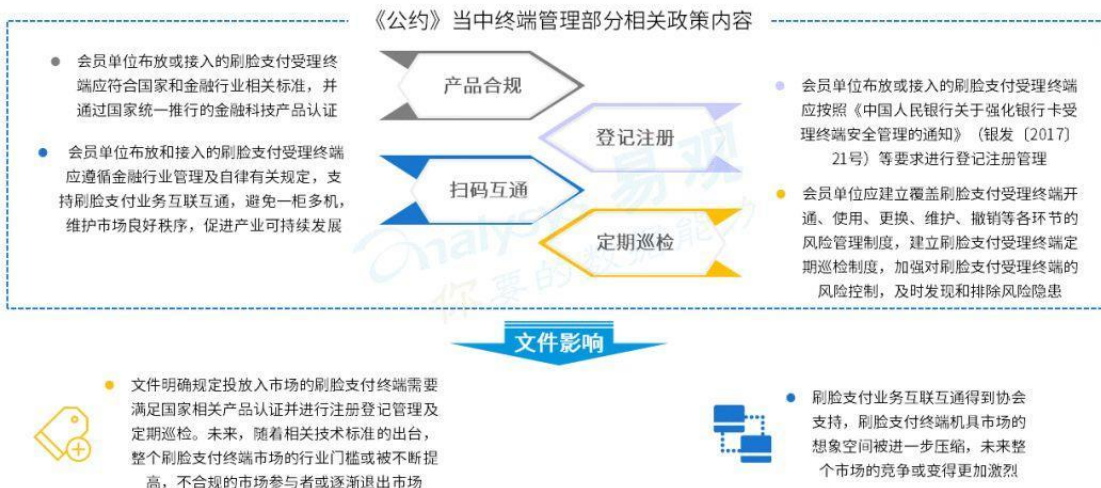 《公约》当中终端管理部分相关政策内容
会员单位布放或接入的刷脸支付受理终
端应符合国家和金融行业相关标准，并
通过国家统一推行的金融科技产品认证
会员单位布放和接入的刷脸支付受理终端
应遵循金融行业管理及自律有关规定，支
持刷脸支付业务互联互通，避免一柜多机，
维护市场良好秩序，促进产业可持续发展
产品合规
登记注册
扫码互通
定期巡检
会员单位布放或接入的刷脸支付受理终端
应按照《中国人民银行关于强化银行卡受
理终端安全管理的通知》（银发〔2017〕
21号）等要求进行登记注册管理
会员单位应建立覆盖刷脸支付受理终端开
通、使用、更换、维护、撤销等各环节的
风险管理制度，建立刷脸支付受理终端定
期巡检制度，加强对刷脸支付受理终端的
风险控制，及时发现和排除风险隐患
analysys易观
你要的数据能力
文件影响
文件明确规定投放入市场的刷脸支付终端需要
满足国家相关产品认证并进行注册登记管理及
定期巡检。未来，随着相关技术标准的出台，
整个刷脸支付终端市场的行业门槛或被不断提
高，不合规的市场参与者或逐渐退出市场
刷脸支付业务互联互通得到协会
支持，刷脸支付终端机具市场的
想象空间被进一步压缩，未来整
个市场的竞争或变得更加激烈